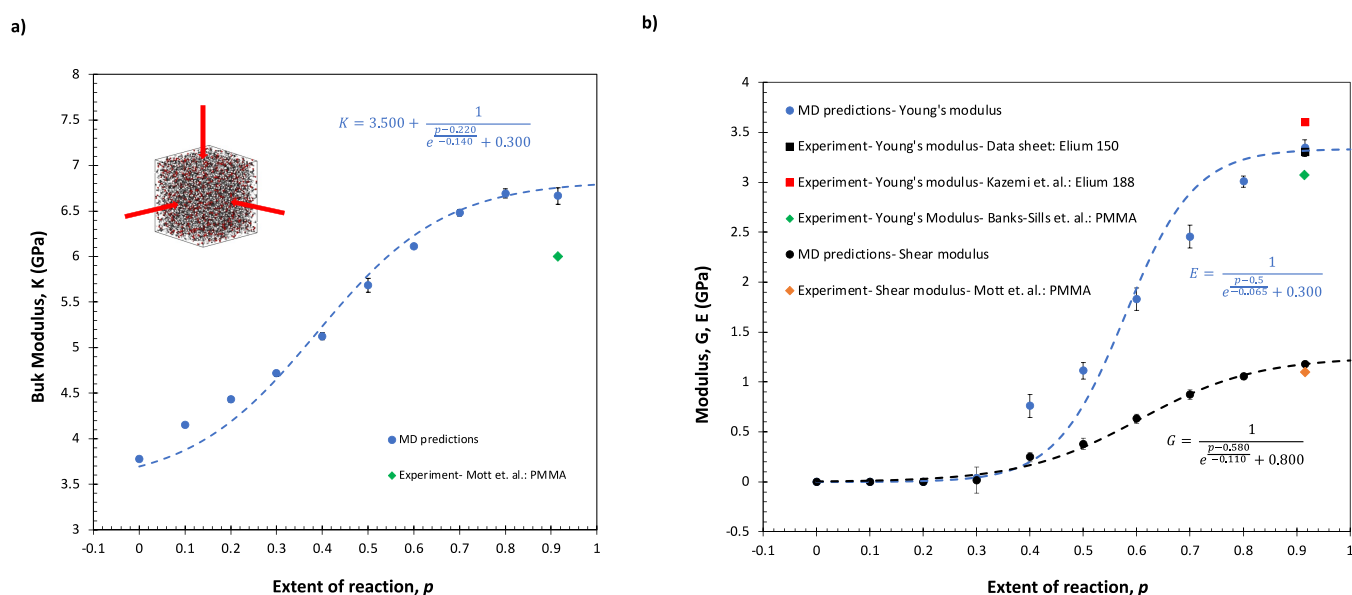 a)
8
7.5
7
6.5
6
5.5
5
4.5
4
3.5
3
Buk Modulus, K (GPa)
K = 3.500 + 1 / (e^((p−0.220)/(−0.140)) + 0.300)
MD predictions
Experiment- Mott et. al.: PMMA
-0.1 0 0.1 0.2 0.3 0.4 0.5 0.6 0.7 0.8 0.9 1
Extent of reaction, p
b)
4
3.5
3
2.5
2
1.5
1
0.5
0
-0.5
Modulus, G, E (GPa)
MD predictions- Young's modulus
Experiment- Young's modulus- Data sheet: Elium 150
Experiment- Young's modulus- Kazemi et. al.: Elium 188
Experiment- Young's Modulus- Banks-Sills et. al.: PMMA
MD predictions- Shear modulus
Experiment- Shear modulus- Mott et. al.: PMMA
E = 1 / (e^((p−0.5)/(−0.065)) + 0.300)
G = 1 / (e^((p−0.580)/(−0.110)) + 0.800)
-0.1 0 0.1 0.2 0.3 0.4 0.5 0.6 0.7 0.8 0.9 1
Extent of reaction, p